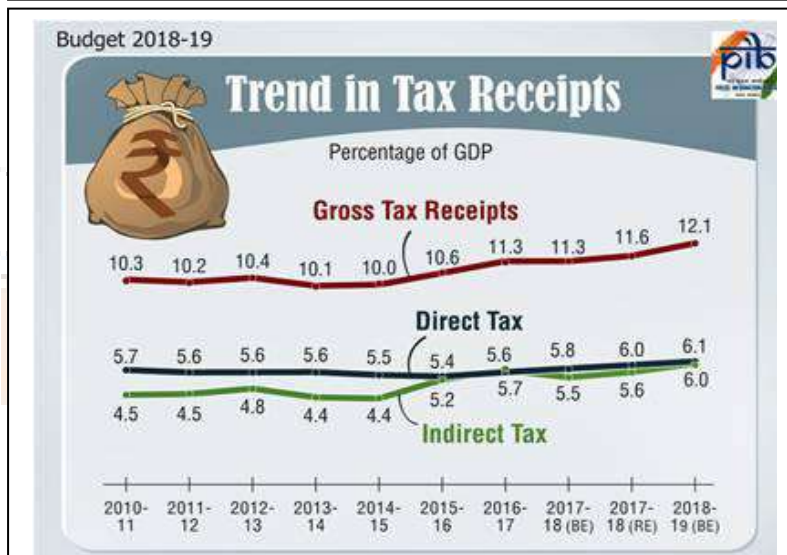 Budget 2018-19
पाib
Trend in Tax Receipts
Percentage of GDP
Gross Tax Receipts
10.3 10.2 10.4 10.1 10.0 10.6 11.3 11.3 11.6 12.1
Direct Tax
5.7 5.6 5.6 5.6 5.5 5.4 5.6 5.8 6.0 6.1
4.5 4.5 4.8 4.4 4.4 5.2 5.7 5.5 5.6 6.0
Indirect Tax
2010- 2011- 2012- 2013- 2014- 2015- 2016- 2017- 2017- 2018-
11 12 13 14 15 16 17 18 (BE) 18 (RE) 19 (BE)